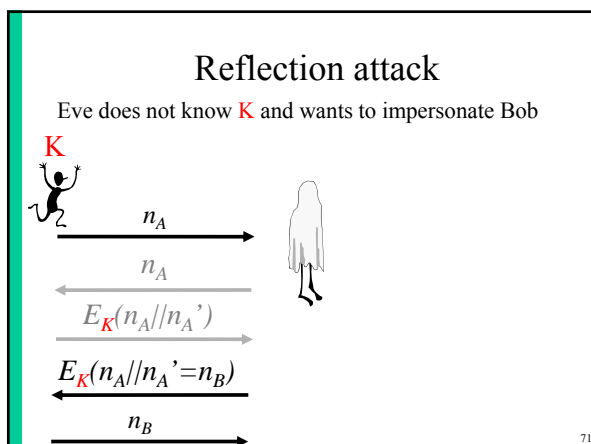 Reflection attack
Eve does not know K and wants to impersonate Bob
K
n_A
n_A
E_K(n_A//n_A')
E_K(n_A//n_A'=n_B)
n_B
71